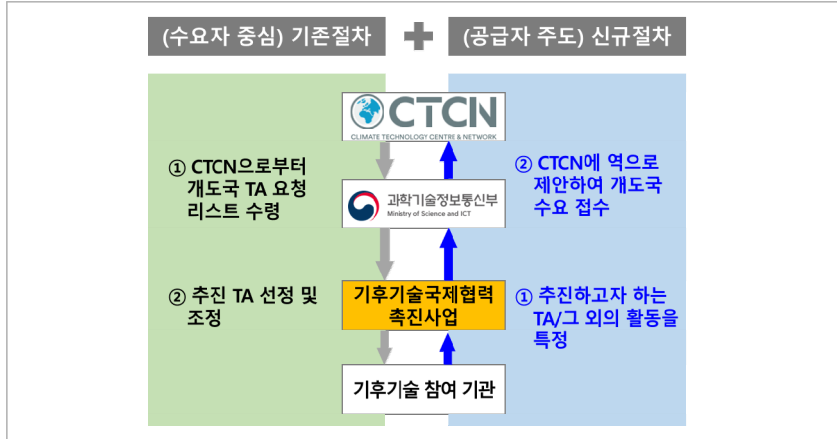 (수요자 중심) 기존절차
(공급자 주도) 신규절차
CTCN
CLIMATE TECHNOLOGY CENTRE & NETWORK
① CTCN으로부터
개도국 TA 요청
리스트 수령
② CTCN에 역으로
제안하여 개도국
수요 접수
과학기술정보통신부
Ministry of Science and ICT
② 추진 TA 선정 및
조정
기후기술국제협력
촉진사업
① 추진하고자 하는
TA/그 외의 활동을
특정
기후기술 참여 기관